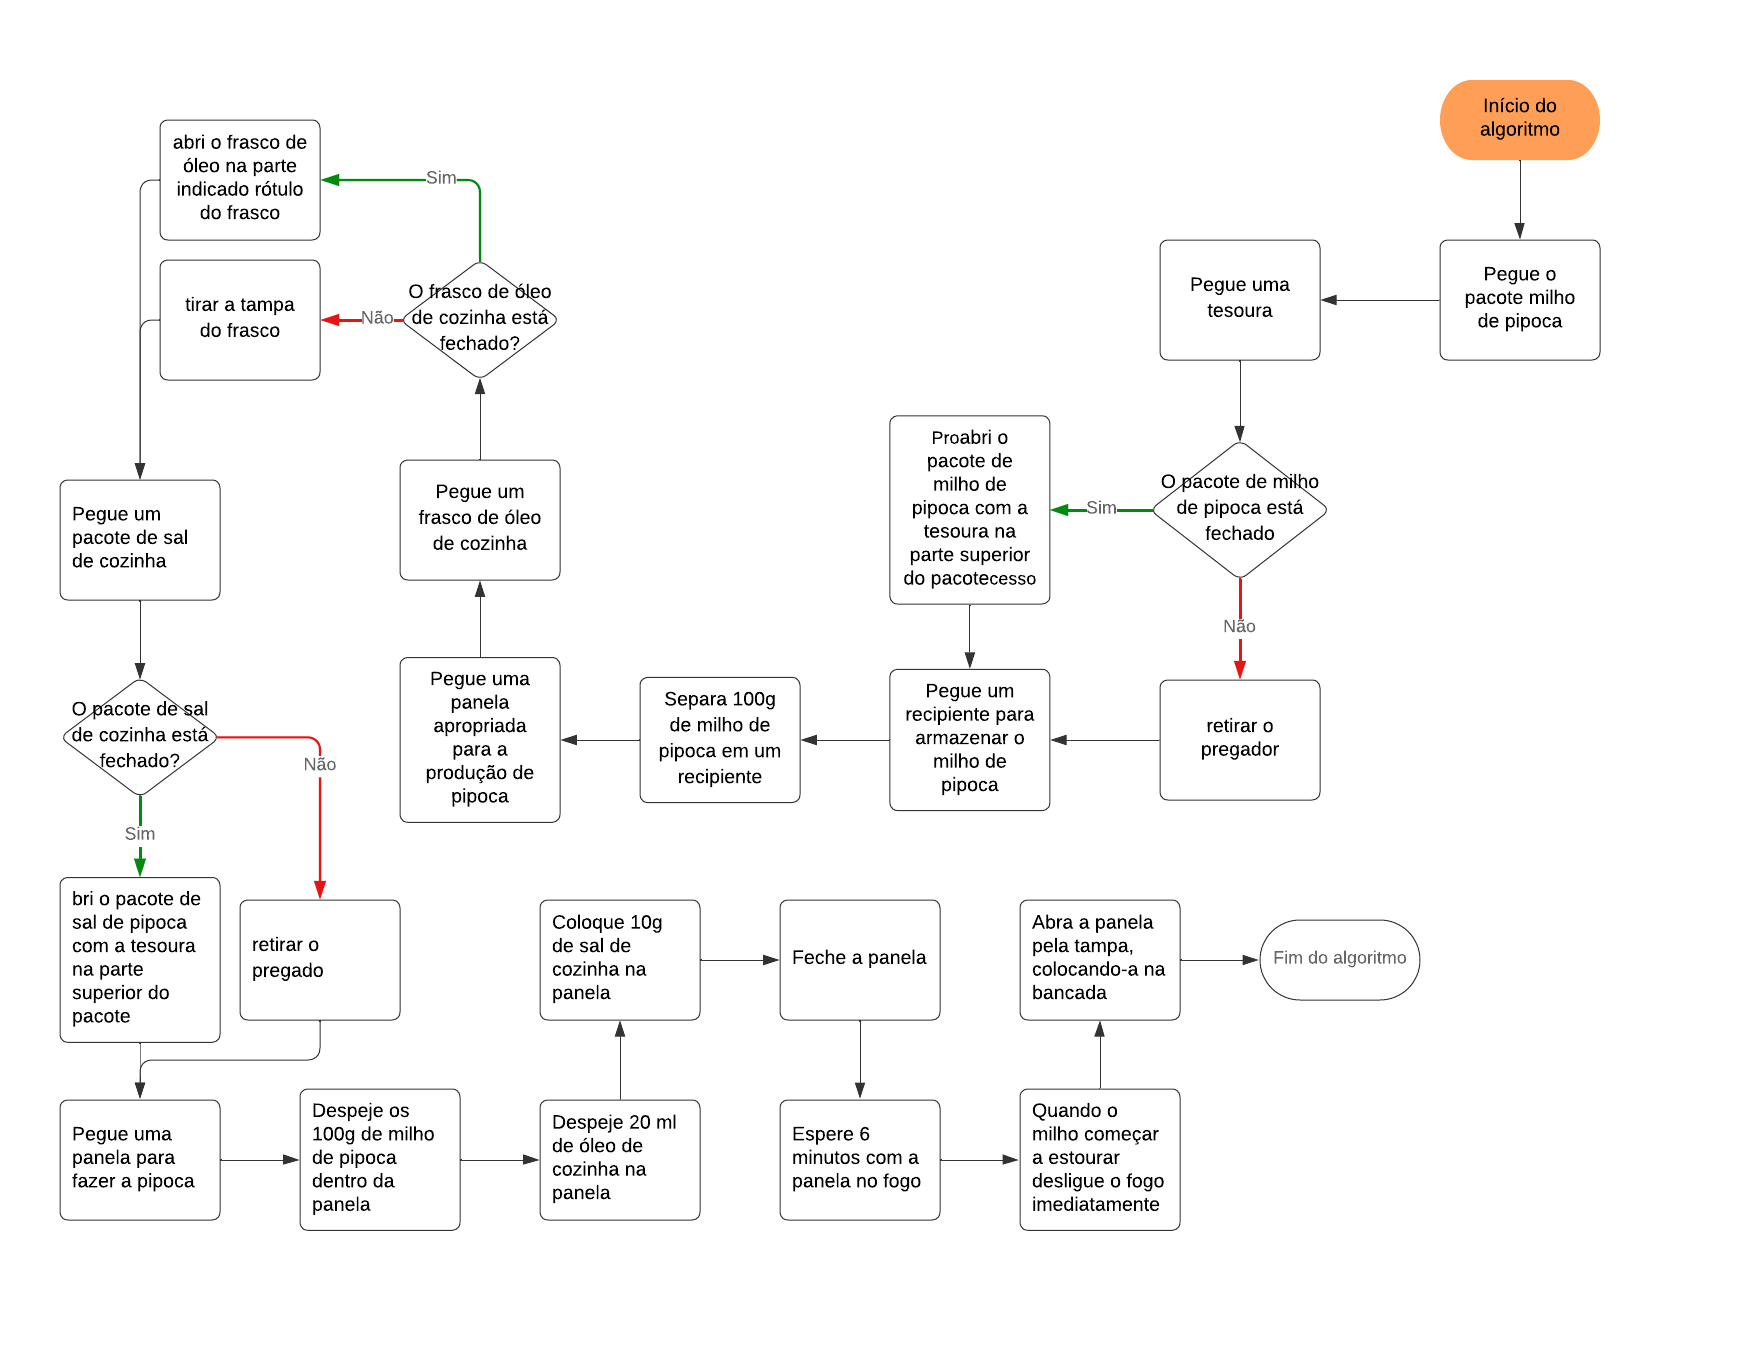 Início do
algoritmo
Pegue o
pacote milho
de pipoca
Pegue uma
tesoura
O pacote de milho
de pipoca está
fechado
Sim
Não
Proabri o
pacote de
milho de
pipoca com a
tesoura na
parte superior
do pacotecesso
retirar o
pregador
Pegue um
recipiente para
armazenar o
milho de
pipoca
Separa 100g
de milho de
pipoca em um
recipiente
Pegue uma
panela
apropriada
para a
produção de
pipoca
Pegue um
frasco de óleo
de cozinha
O frasco de óleo
de cozinha está
fechado?
Sim
Não
abri o frasco de
óleo na parte
indicado rótulo
do frasco
tirar a tampa
do frasco
Pegue um
pacote de sal
de cozinha
O pacote de sal
de cozinha está
fechado?
Não
Sim
bri o pacote de
sal de pipoca
com a tesoura
na parte
superior do
pacote
retirar o
pregado
Pegue uma
panela para
fazer a pipoca
Despeje os
100g de milho
de pipoca
dentro da
panela
Despeje 20 ml
de óleo de
cozinha na
panela
Coloque 10g
de sal de
cozinha na
panela
Feche a panela
Espere 6
minutos com a
panela no fogo
Quando o
milho começar
a estourar
desligue o fogo
imediatamente
Abra a panela
pela tampa,
colocando-a na
bancada
Fim do algoritmo